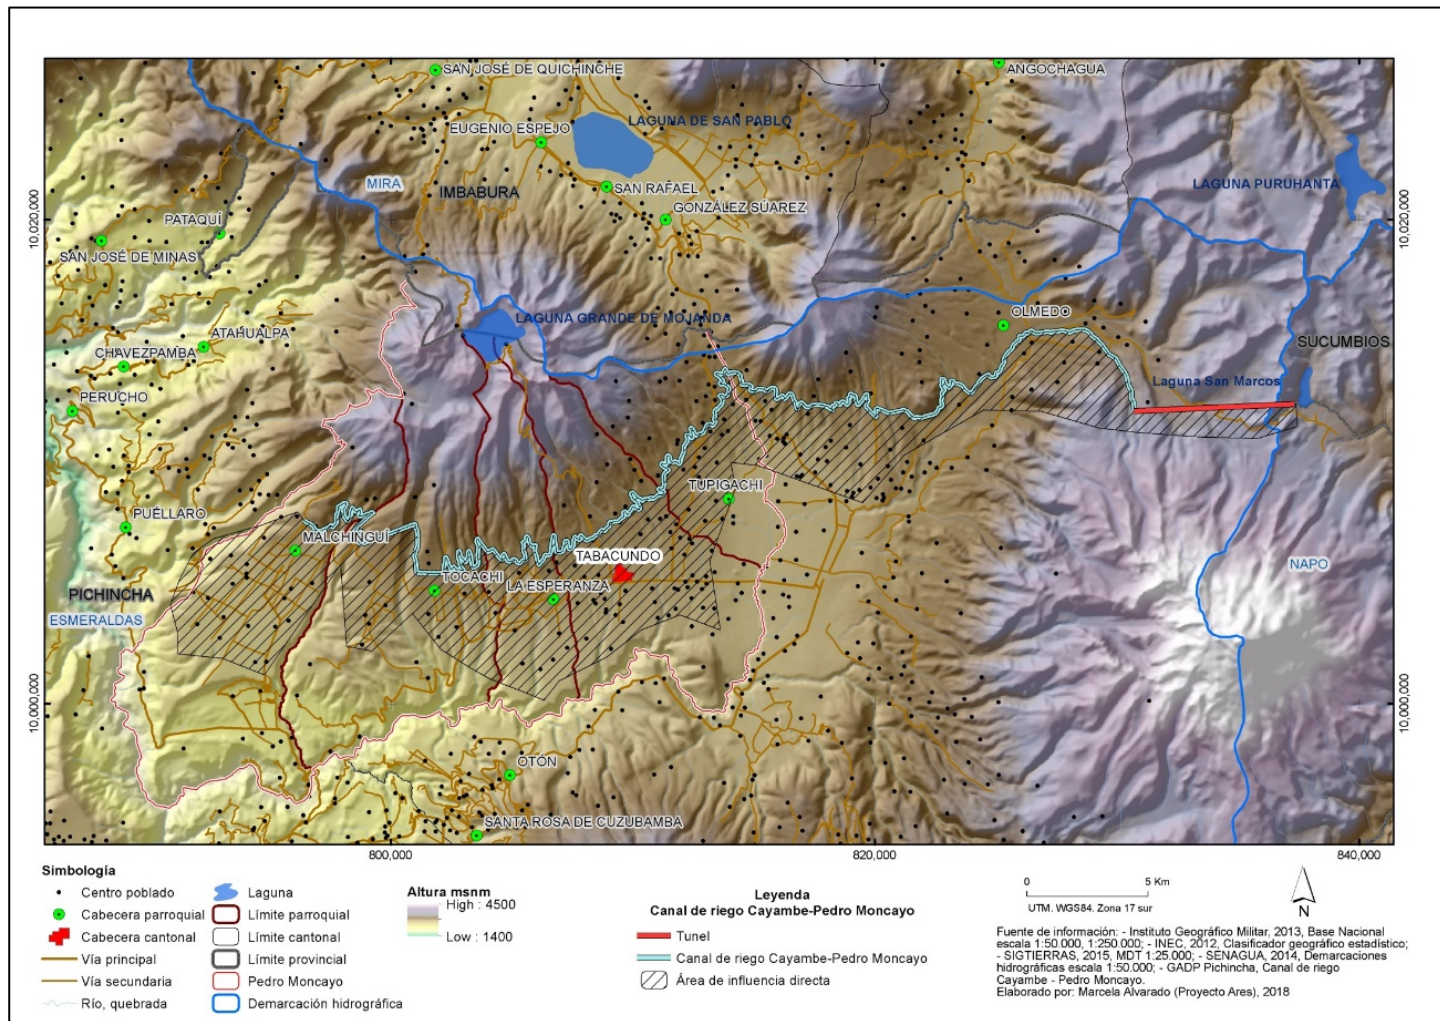 SAN JOSÉ DE QUICHINCHE
ANGOCHAGUA
EUGENIO ESPEJO
LAGUNA DE SAN PABLO
MIRA
IMBABURA
SAN RAFAEL
LAGUNA PURUHANTA
PATAQUÍ
GONZÁLEZ SÚAREZ
10,020,000
10,020,000
SAN JOSÉ DE MINAS
LAGUNA GRANDE DE MOJANDA
OLMEDO
ATAHUALPA
SUCUMBIOS
CHAVEZPAMBA
Laguna San Marcos
PERUCHO
TUPIGACHI
PUÉLLARO
MALCHINGUÍ
TABACUNDO
NAPO
TOCACHI
LA ESPERANZA
PICHINCHA
ESMERALDAS
10,000,000
10,000,000
OTÓN
SANTA ROSA DE CUZUBAMBA
800,000
820,000
840,000
Simbología
Centro poblado
Cabecera parroquial
Cabecera cantonal
Vía principal
Vía secundaria
Río, quebrada
Laguna
Límite parroquial
Límite cantonal
Límite provincial
Pedro Moncayo
Demarcación hidrográfica
Altura msnm
High : 4500
Low : 1400
Leyenda
Canal de riego Cayambe-Pedro Moncayo
Tunel
Canal de riego Cayambe-Pedro Moncayo
Área de influencia directa
0 5 Km
UTM. WGS84. Zona 17 sur
N
Fuente de información: - Instituto Geográfico Militar, 2013, Base Nacional
escala 1:50.000, 1:250.000; - INEC, 2012, Clasificador geográfico estadístico;
- SIGTIERRAS, 2015, MDT 1:25.000; - SENAGUA, 2014, Demarcaciones
hidrográficas escala 1:50.000; - GADP Pichincha, Canal de riego
Cayambe - Pedro Moncayo.
Elaborado por: Marcela Alvarado (Proyecto Ares), 2018